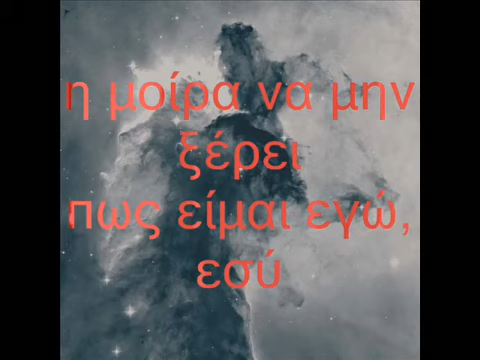 η μοίρα να μην
ξέρει
πως είμαι εγώ,
εσύ